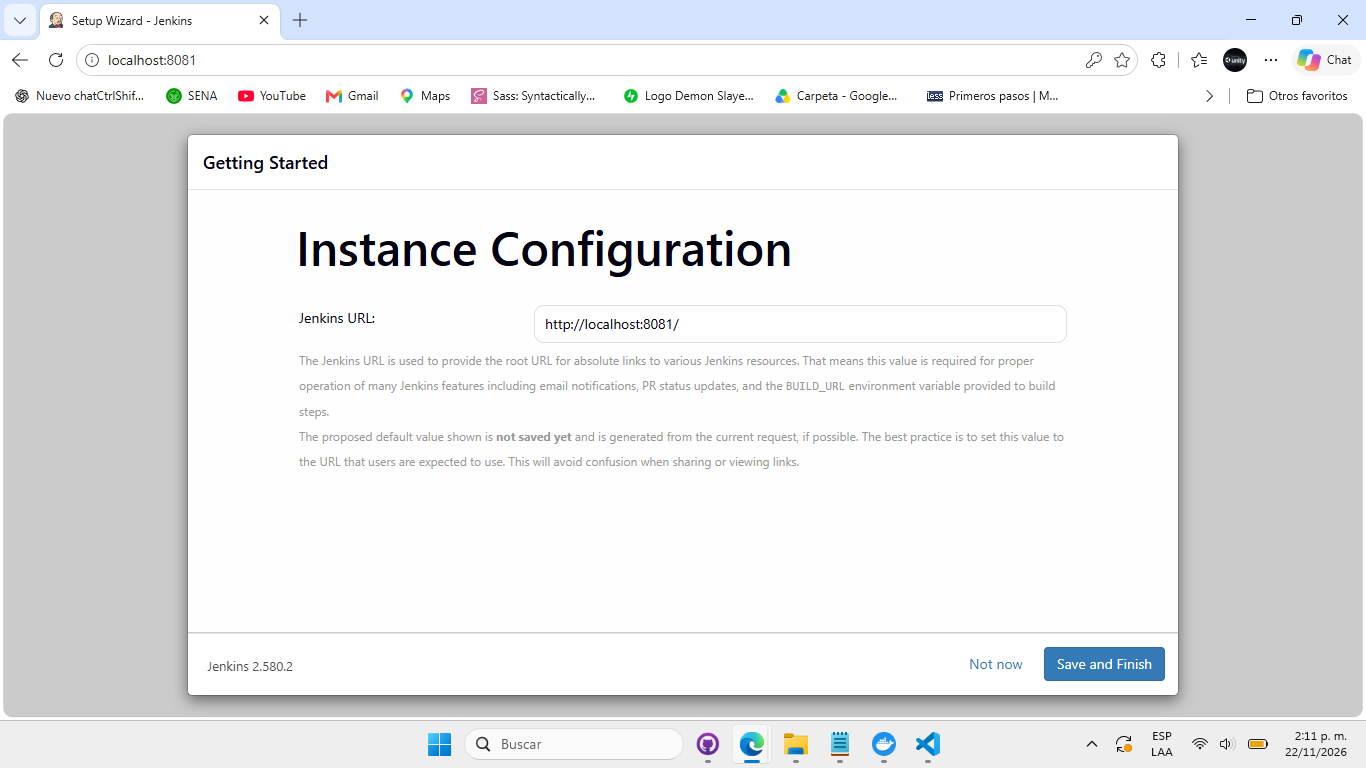 Setup Wizard - Jenkins
localhost:8081
Chat
Nuevo chatCtrlShif...
SENA
YouTube
Gmail
Maps
Sass: Syntactically...
Logo Demon Slaye...
Carpeta - Google...
Primeros pasos | M...
Otros favoritos
Getting Started
Instance Configuration
Jenkins URL:
http://localhost:8081/
The Jenkins URL is used to provide the root URL for absolute links to various Jenkins resources. That means this value is required for proper
operation of many Jenkins features including email notifications, PR status updates, and the BUILD_URL environment variable provided to build
steps.
The proposed default value shown is not saved yet and is generated from the current request, if possible. The best practice is to set this value to
the URL that users are expected to use. This will avoid confusion when sharing or viewing links.
Jenkins 2.580.2
Not now
Save and Finish
Buscar
ESP
LAA
2:11 p. m.
22/11/2026